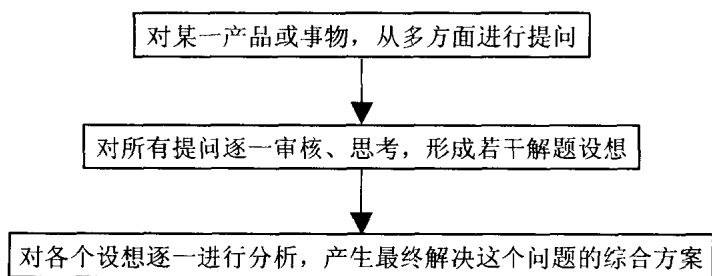 对某一产品或事物，从多方面进行提问
对所有提问逐一审核、思考，形成若干解题设想
对各个设想逐一进行分析，产生最终解决这个问题的综合方案